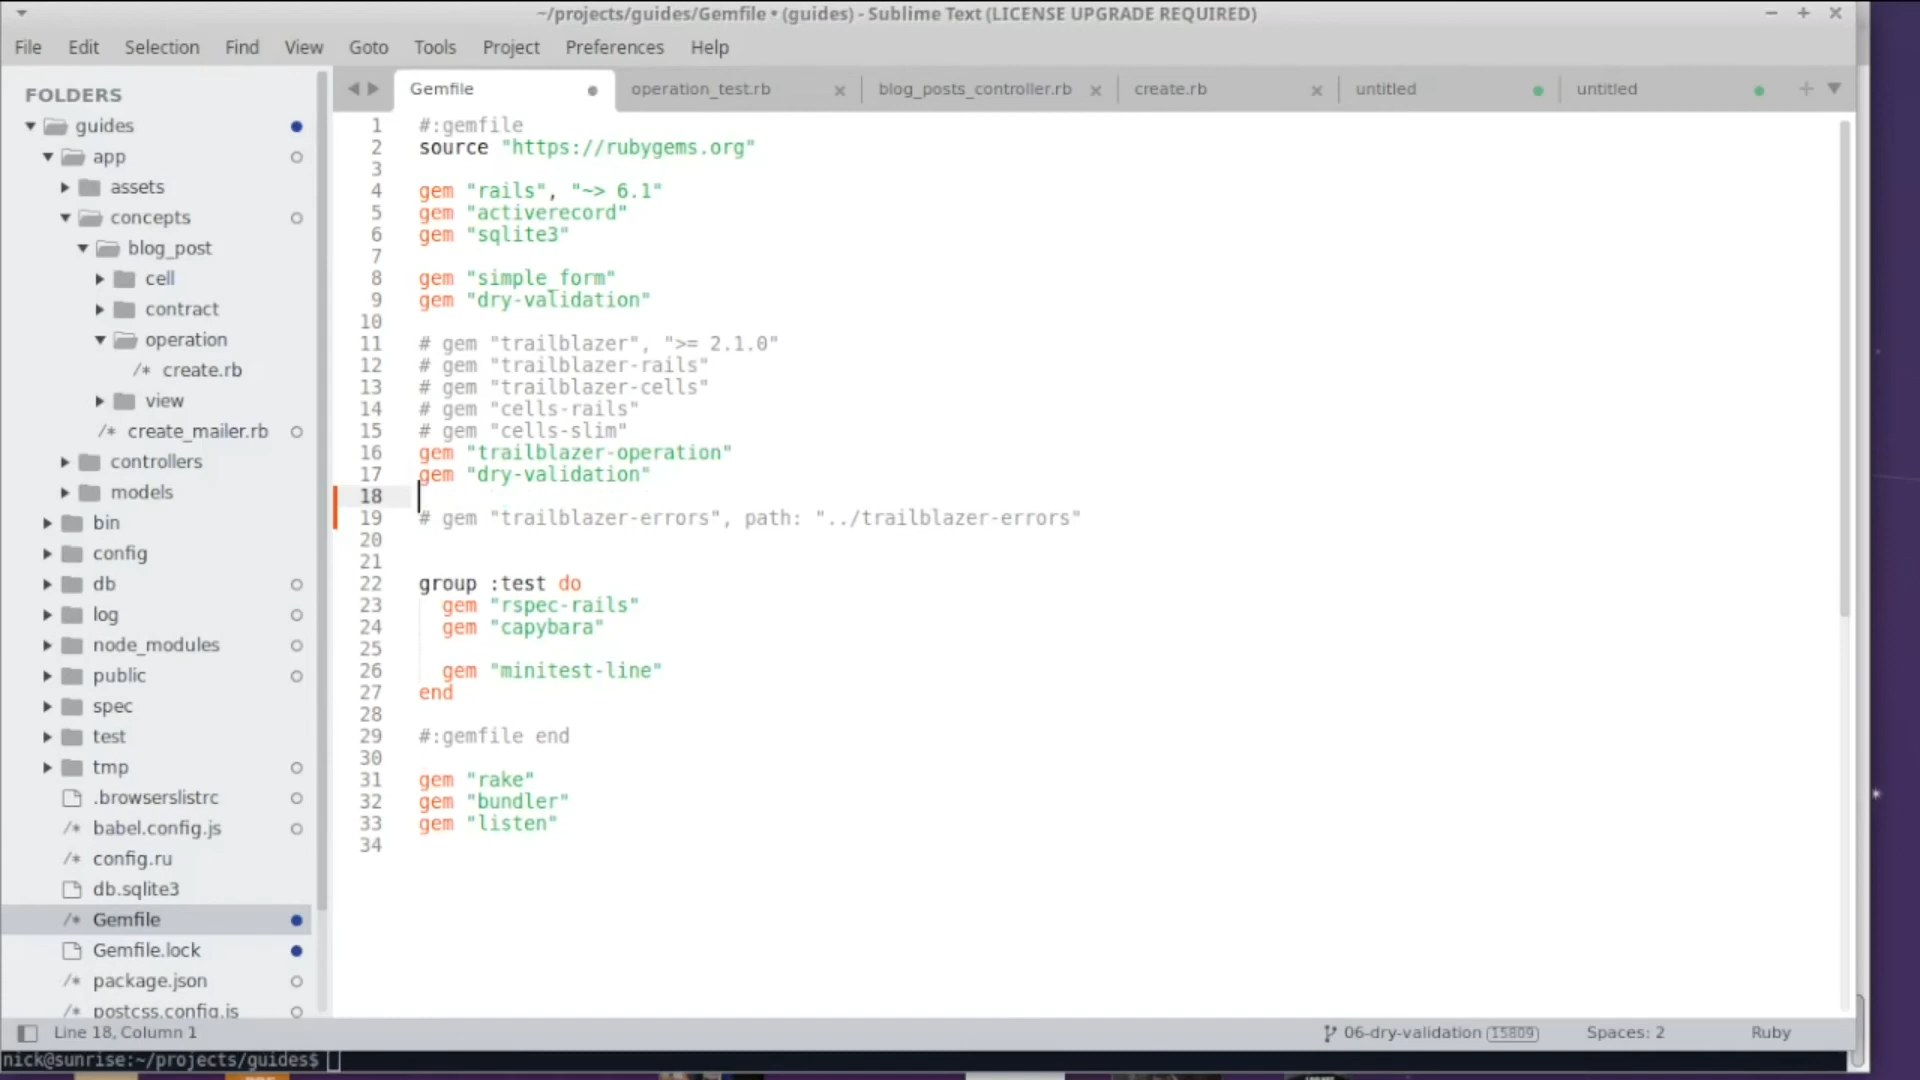 ~/projects/guides/Gemfile • (guides) - Sublime Text (LICENSE UPGRADE REQUIRED)
File Edit Selection Find View Goto Tools Project Preferences Help
FOLDERS
guides
app
assets
concepts
blog_post
cell
contract
operation
/* create.rb
view
/* create_mailer.rb
controllers
models
bin
config
db
log
node_modules
public
spec
test
tmp
.browserslistrc
/* babel.config.js
/* config.ru
db.sqlite3
/* Gemfile
Gemfile.lock
/* package.json
/* postcss.config.js
Gemfile operation_test.rb blog_posts_controller.rb create.rb untitled untitled
1 #:gemfile
2 source "https://rubygems.org"
3
4 gem "rails", "~> 6.1"
5 gem "activerecord"
6 gem "sqlite3"
7
8 gem "simple_form"
9 gem "dry-validation"
10
11 # gem "trailblazer", ">= 2.1.0"
12 # gem "trailblazer-rails"
13 # gem "trailblazer-cells"
14 # gem "cells-rails"
15 # gem "cells-slim"
16 gem "trailblazer-operation"
17 gem "dry-validation"
18
19 # gem "trailblazer-errors", path: "../trailblazer-errors"
20
21
22 group :test do
23 gem "rspec-rails"
24 gem "capybara"
25
26 gem "minitest-line"
27 end
28
29 #:gemfile end
30
31 gem "rake"
32 gem "bundler"
33 gem "listen"
34
Line 18, Column 1 06-dry-validation 15809 Spaces: 2 Ruby
nick@sunrise:~/projects/guides$